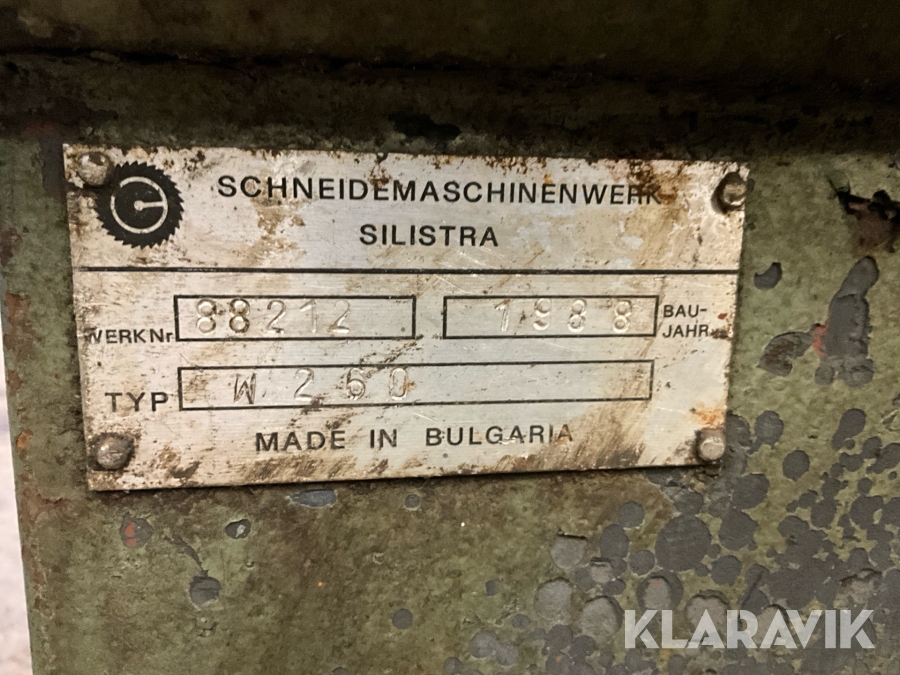 SCHNEIDEMASCHINENWERK
SILISTRA
WERK Nr 88212 1988 BAU-
JAHR
TYP W 260
MADE IN BULGARIA
KLARAVIK